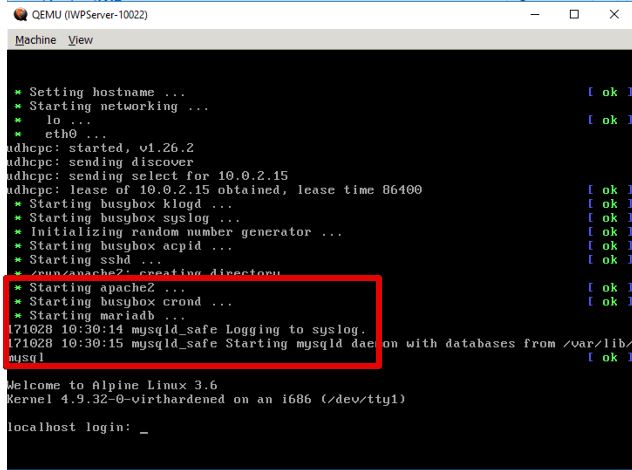 QEMU (IWPServer-10022)
Machine View
* Setting hostname ... [ ok ]
* Starting networking ...
* lo ... [ ok ]
* eth0 ...
udhcpc: started, v1.26.2
udhcpc: sending discover
udhcpc: sending select for 10.0.2.15
udhcpc: lease of 10.0.2.15 obtained, lease time 86400
[ ok ]
* Starting busybox klogd ... [ ok ]
* Starting busybox syslog ... [ ok ]
* Initializing random number generator ... [ ok ]
* Starting busybox acpid ... [ ok ]
* Starting sshd ... [ ok ]
* /run/apache2: creating directory
* Starting apache2 ... [ ok ]
* Starting busybox crond ... [ ok ]
* Starting mariadb ...
171028 10:30:14 mysqld_safe Logging to syslog.
171028 10:30:15 mysqld_safe Starting mysqld daemon with databases from /var/lib/
mysql [ ok ]
Welcome to Alpine Linux 3.6
Kernel 4.9.32-0-virthardened on an i686 (/dev/tty1)
localhost login: _